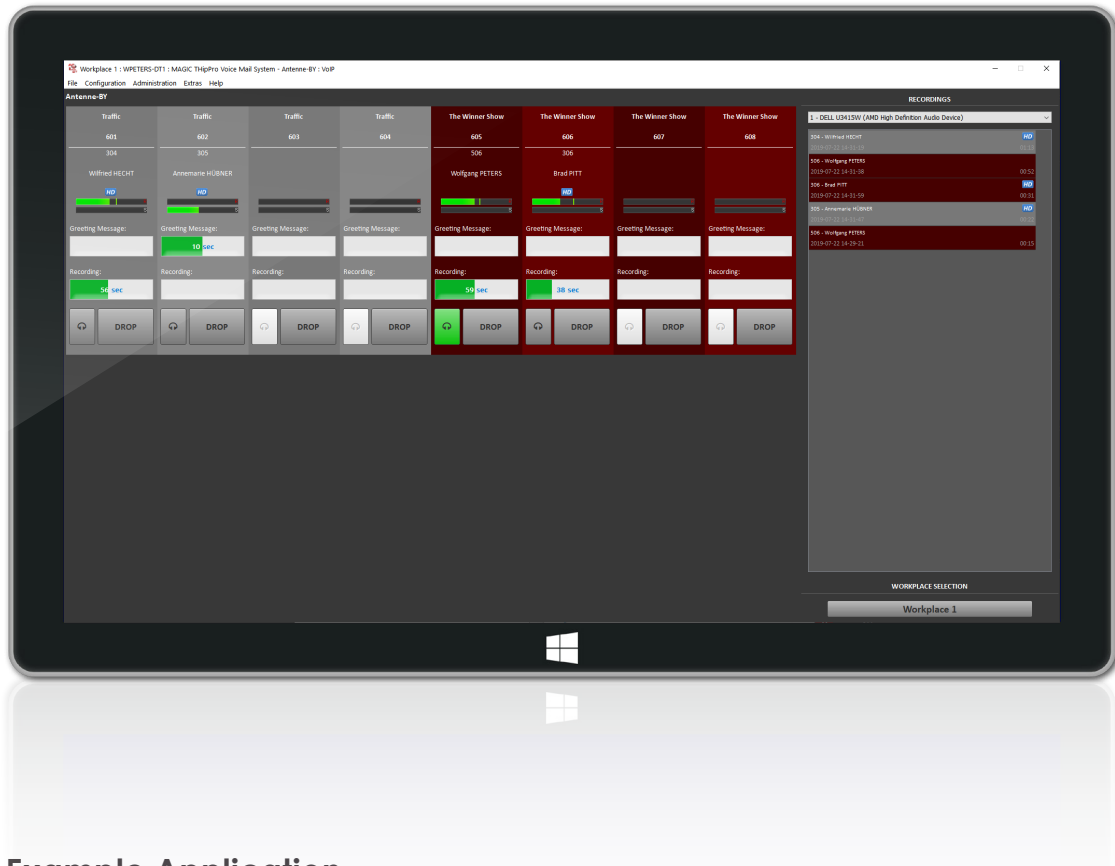 Workplace 1 : WPETERS-DT1 : MAGIC THipPro Voice Mail System - Antenne-BY : VoIP
File Configuration Administration Extras Help
Antenne-BY
Traffic Traffic Traffic Traffic The Winner Show The Winner Show The Winner Show The Winner Show
601 602 603 604 605 606 607 608
304 305 506 306
Wilfried HECHT Annemarie HÜBNER Wolfgang PETERS Brad PITT
HD HD HD
Greeting Message: Greeting Message: Greeting Message: Greeting Message: Greeting Message: Greeting Message: Greeting Message: Greeting Message:
10 sec
Recording: Recording: Recording: Recording: Recording: Recording: Recording: Recording:
56 sec 59 sec 38 sec
DROP DROP DROP DROP DROP DROP DROP DROP
RECORDINGS
1 - DELL U3415W (AMD High Definition Audio Device)
304 - Wilfried HECHT HD
2019-07-22 14-31-19
506 - Wolfgang PETERS
2019-07-22 14-31-38 00:52
306 - Brad PITT HD
2019-07-22 14-31-59 00:31
305 - Annemarie HÜBNER HD
506 - Wolfgang PETERS
2019-07-22 14-29-21 00:15
WORKPLACE SELECTION
Workplace 1
Example Application